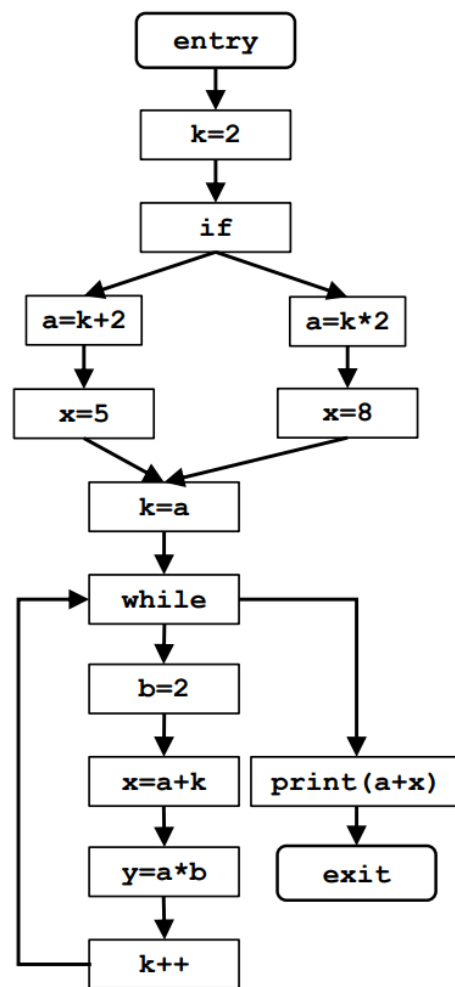 entry
k=2
if
a=k+2
a=k*2
x=5
x=8
k=a
while
b=2
x=a+k
print(a+x)
y=a*b
exit
k++